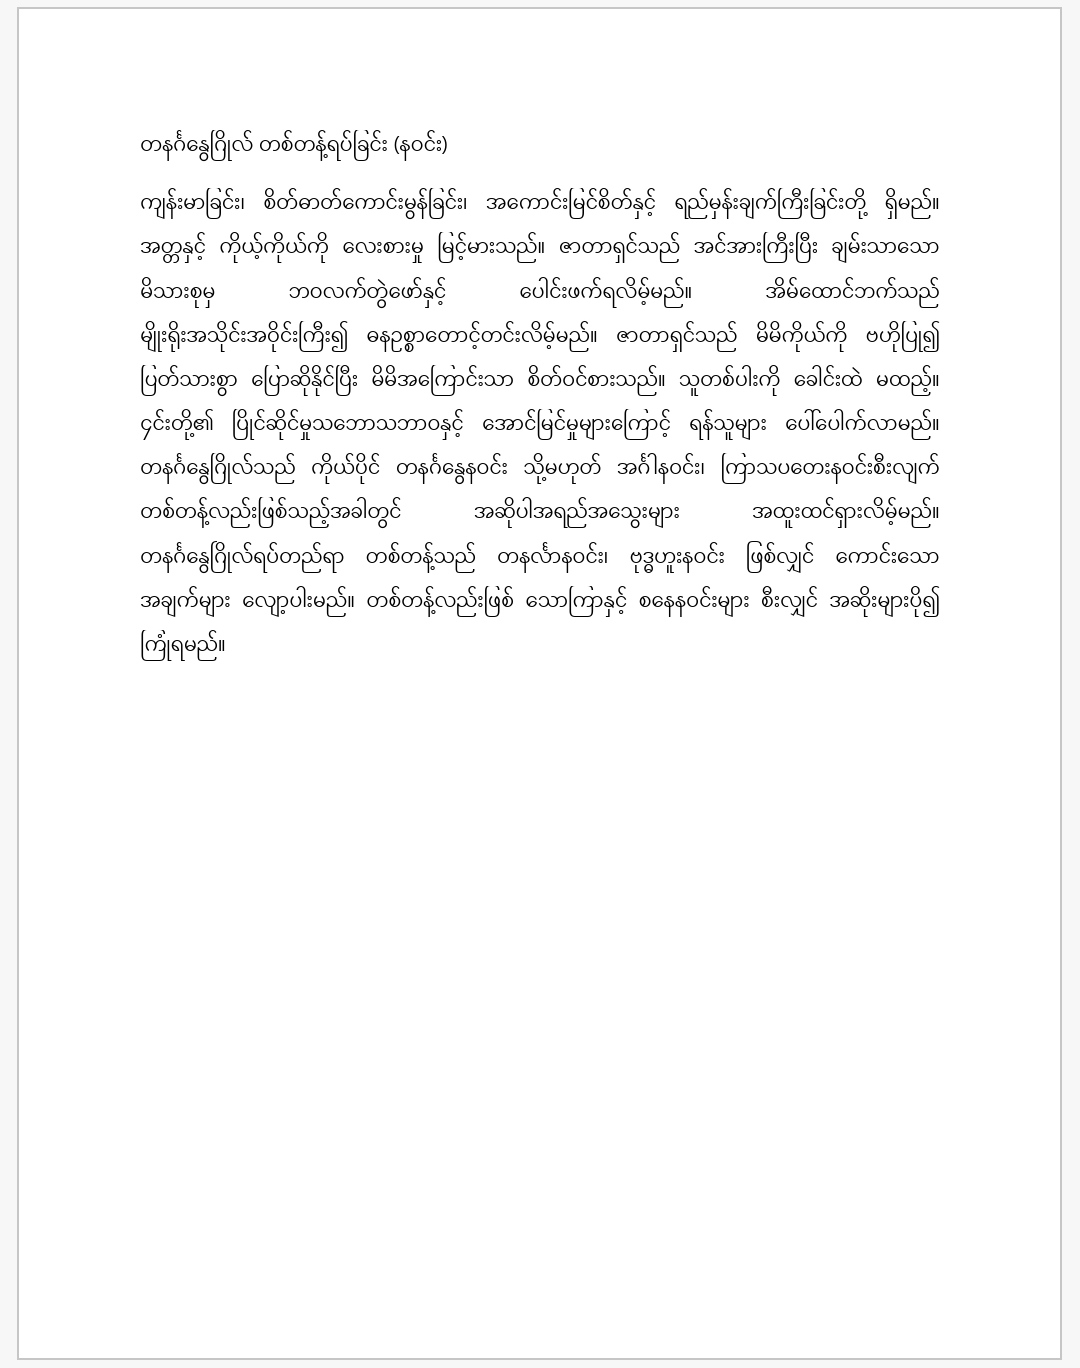 တနင်္ဂနွေဂြိုလ် တစ်တန့်ရပ်ခြင်း (နဝင်း)
ကျန်းမာခြင်း၊ စိတ်ဓာတ်ကောင်းမွန်ခြင်း၊ အကောင်းမြင်စိတ်နှင့် ရည်မှန်းချက်ကြီးခြင်းတို့ ရှိမည်။
အတ္တနှင့် ကိုယ့်ကိုယ်ကို လေးစားမှု မြင့်မားသည်။ ဇာတာရှင်သည် အင်အားကြီးပြီး ချမ်းသာသော
မိသားစုမှ ဘဝလက်တွဲဖော်နှင့် ပေါင်းဖက်ရလိမ့်မည်။ အိမ်ထောင်ဘက်သည်
မျိုးရိုးအသိုင်းအဝိုင်းကြီး၍ ဓနဥစ္စာတောင့်တင်းလိမ့်မည်။ ဇာတာရှင်သည် မိမိကိုယ်ကို ဗဟိုပြု၍
ပြတ်သားစွာ ပြောဆိုနိုင်ပြီး မိမိအကြောင်းသာ စိတ်ဝင်စားသည်။ သူတစ်ပါးကို ခေါင်းထဲ မထည့်။
၄င်းတို့၏ ပြိုင်ဆိုင်မှုသဘောသဘာဝနှင့် အောင်မြင်မှုများကြောင့် ရန်သူများ ပေါ်ပေါက်လာမည်။
တနင်္ဂနွေဂြိုလ်သည် ကိုယ်ပိုင် တနင်္ဂနွေနဝင်း သို့မဟုတ် အင်္ဂါနဝင်း၊ ကြာသပတေးနဝင်းစီးလျက်
တစ်တန့်လည်းဖြစ်သည့်အခါတွင် အဆိုပါအရည်အသွေးများ အထူးထင်ရှားလိမ့်မည်။
တနင်္ဂနွေဂြိုလ်ရပ်တည်ရာ တစ်တန့်သည် တနင်္လာနဝင်း၊ ဗုဒ္ဓဟူးနဝင်း ဖြစ်လျှင် ကောင်းသော
အချက်များ လျော့ပါးမည်။ တစ်တန့်လည်းဖြစ် သောကြာနှင့် စနေနဝင်းများ စီးလျှင် အဆိုးများပို၍
ကြုံရမည်။